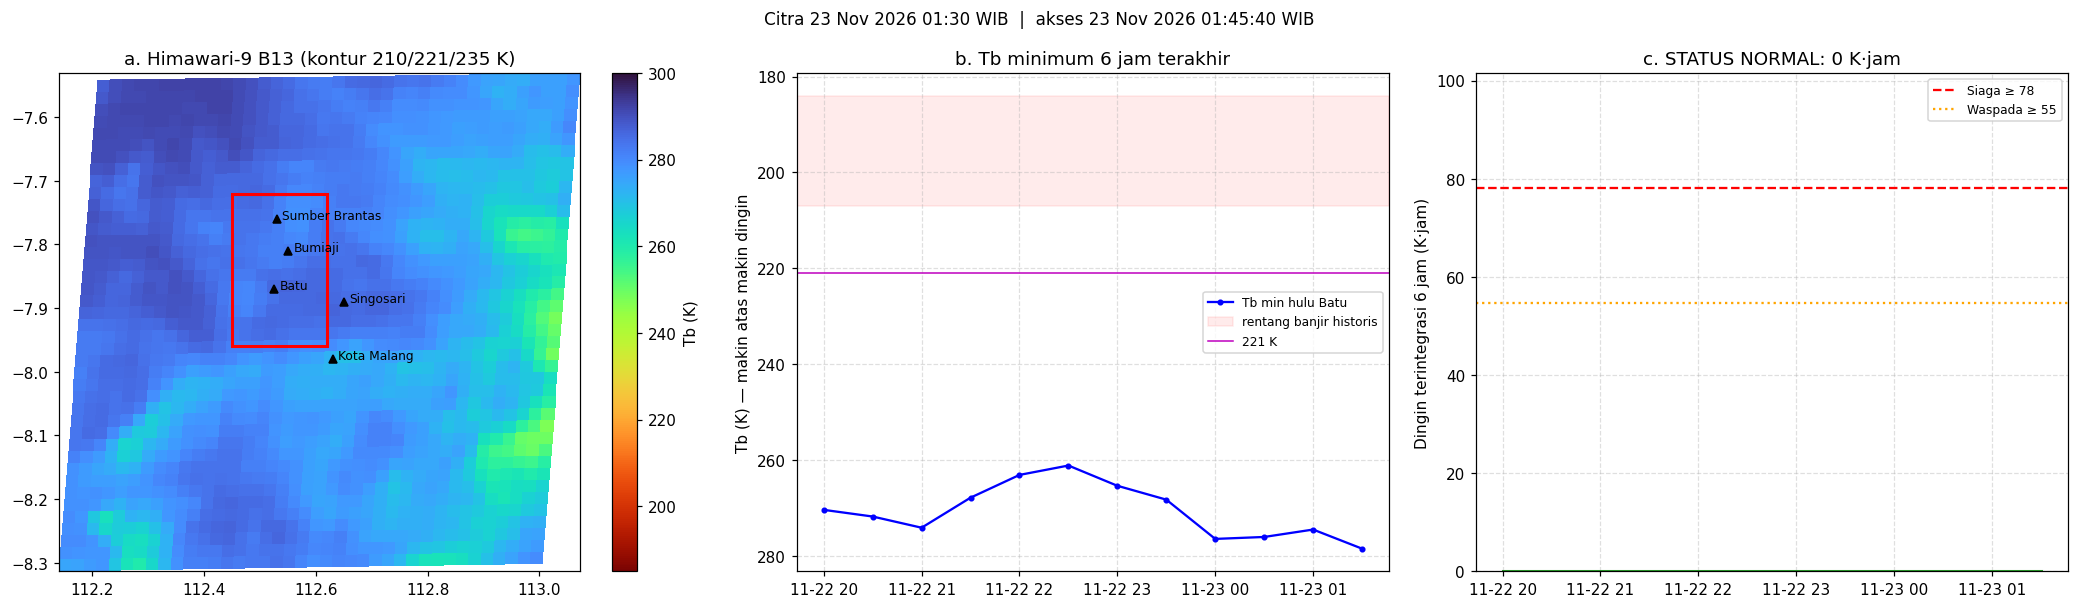 Citra 23 Nov 2026 01:30 WIB | akses 23 Nov 2026 01:45:40 WIB
a. Himawari-9 B13 (kontur 210/221/235 K)
−7.6
−7.7
−7.8
−7.9
−8.0
−8.1
−8.2
−8.3
112.2
112.4
112.6
112.8
113.0
Sumber Brantas
Bumiaji
Batu
Singosari
Kota Malang
300
280
260
240
220
200
Tb (K)
b. Tb minimum 6 jam terakhir
Tb (K) — makin atas makin dingin
180
200
220
240
260
280
11-22 20
11-22 21
11-22 22
11-22 23
11-23 00
11-23 01
Tb min hulu Batu
rentang banjir historis
221 K
c. STATUS NORMAL: 0 K·jam
Dingin terintegrasi 6 jam (K·jam)
100
80
60
40
20
0
11-22 20
11-22 21
11-22 22
11-22 23
11-23 00
11-23 01
Siaga ≥ 78
Waspada ≥ 55